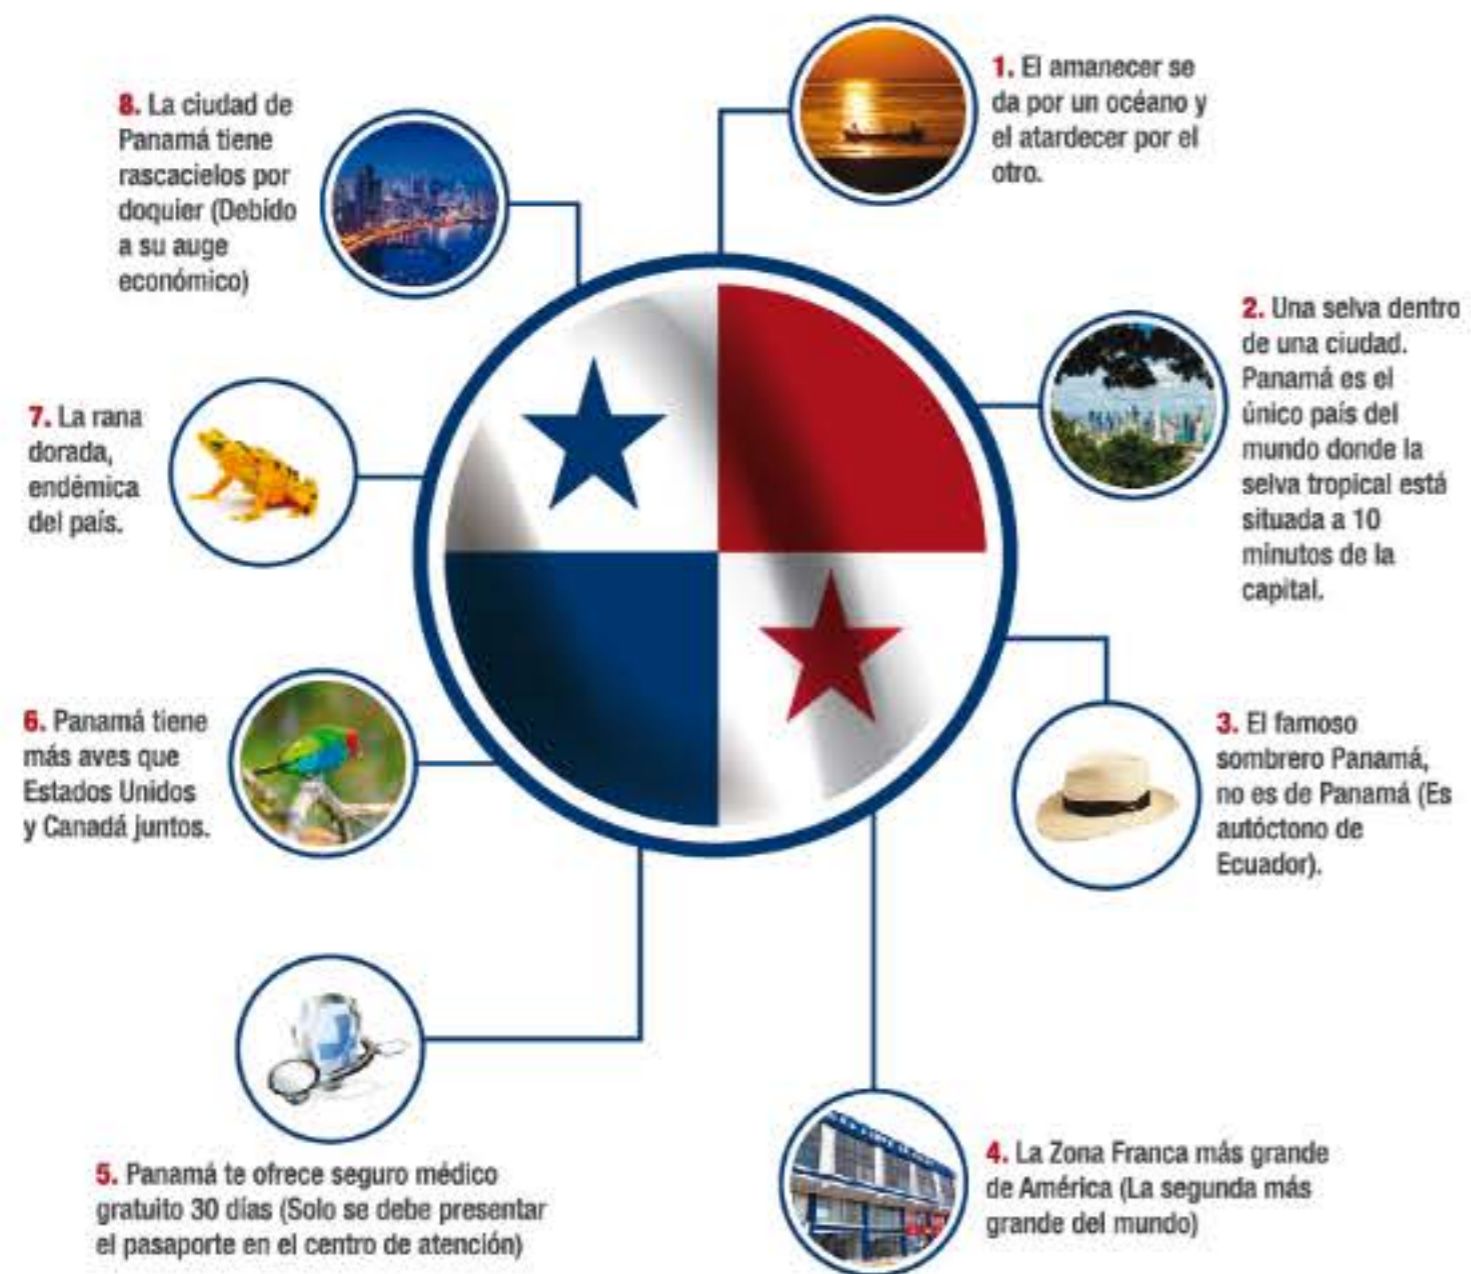 1. El amanecer se
da por un océano y
el atardecer por el
otro.
2. Una selva dentro
de una ciudad.
Panamá es el
único país del
mundo donde la
selva tropical está
situada a 10
minutos de la
capital.
3. El famoso
sombrero Panamá,
no es de Panamá (Es
autóctono de
Ecuador).
4. La Zona Franca más grande
de América (La segunda más
grande del mundo)
5. Panamá te ofrece seguro médico
gratuito 30 días (Solo se debe presentar
el pasaporte en el centro de atención)
6. Panamá tiene
más aves que
Estados Unidos
y Canadá juntos.
7. La rana
dorada,
endémica
del país.
8. La ciudad de
Panamá tiene
rascacielos por
doquier (Debido
a su auge
económico)